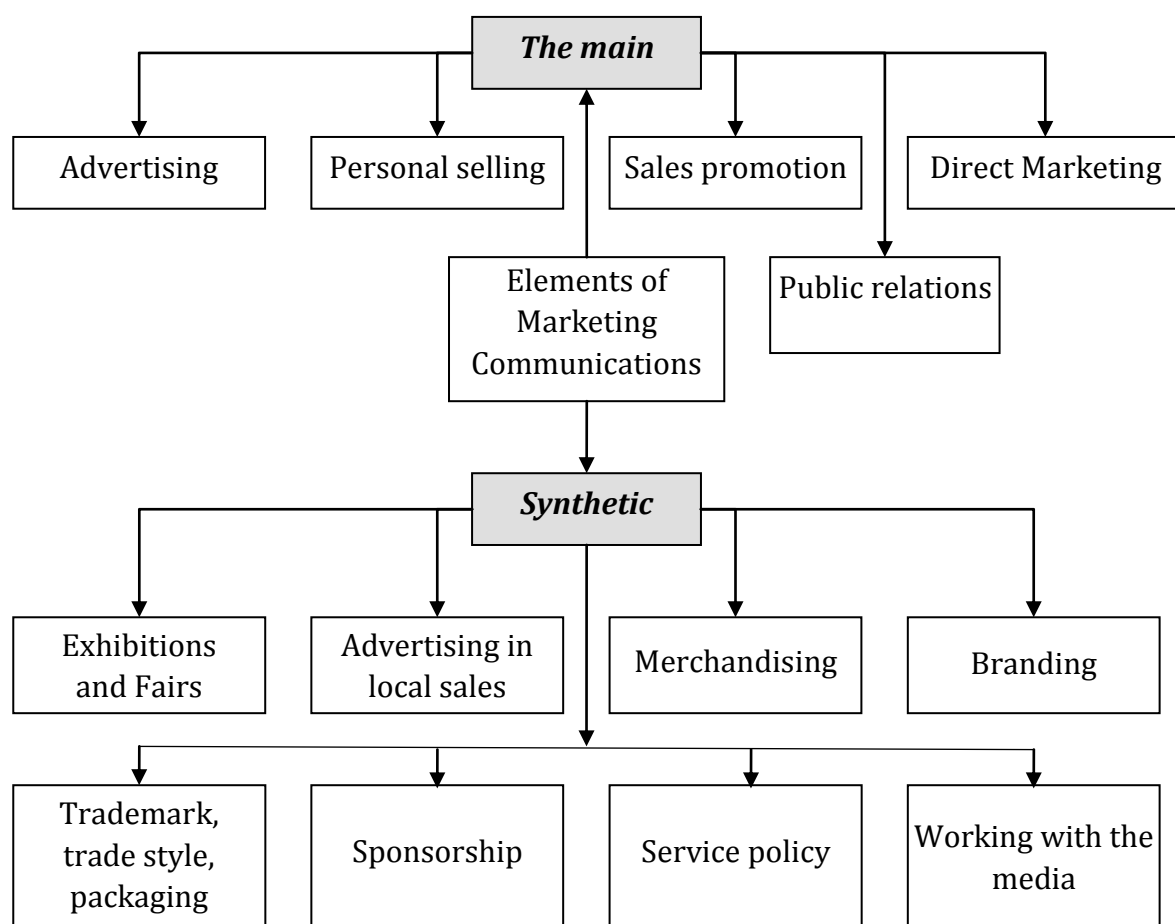 The main
Advertising
Personal selling
Sales promotion
Direct Marketing
Elements of
Marketing
Communications
Public relations
Synthetic
Exhibitions
and Fairs
Advertising in
local sales
Merchandising
Branding
Trademark,
trade style,
packaging
Sponsorship
Service policy
Working with the
media